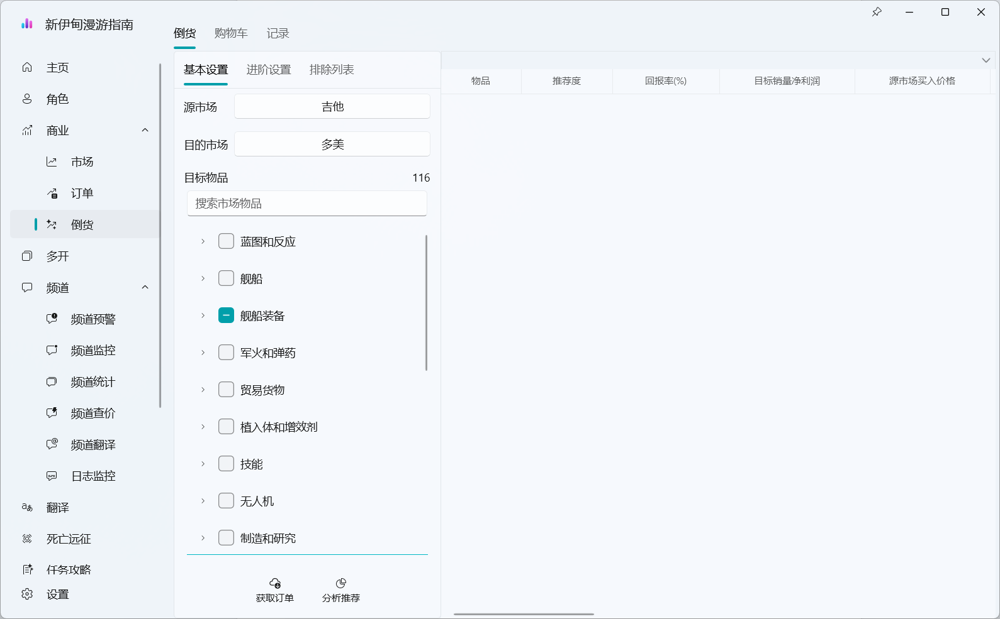 新伊甸漫游指南
主页
角色
商业
市场
订单
倒货
多开
频道
频道预警
频道监控
频道统计
频道查价
频道翻译
日志监控
翻译
死亡远征
任务攻略
设置
倒货 购物车 记录
基本设置 进阶设置 排除列表
源市场 吉他
目的市场 多美
目标物品 116
搜索市场物品
蓝图和反应
舰船
舰船装备
军火和弹药
贸易货物
植入体和增效剂
技能
无人机
制造和研究
获取订单 分析推荐
物品 推荐度 回报率(%) 目标销量净利润 源市场买入价格